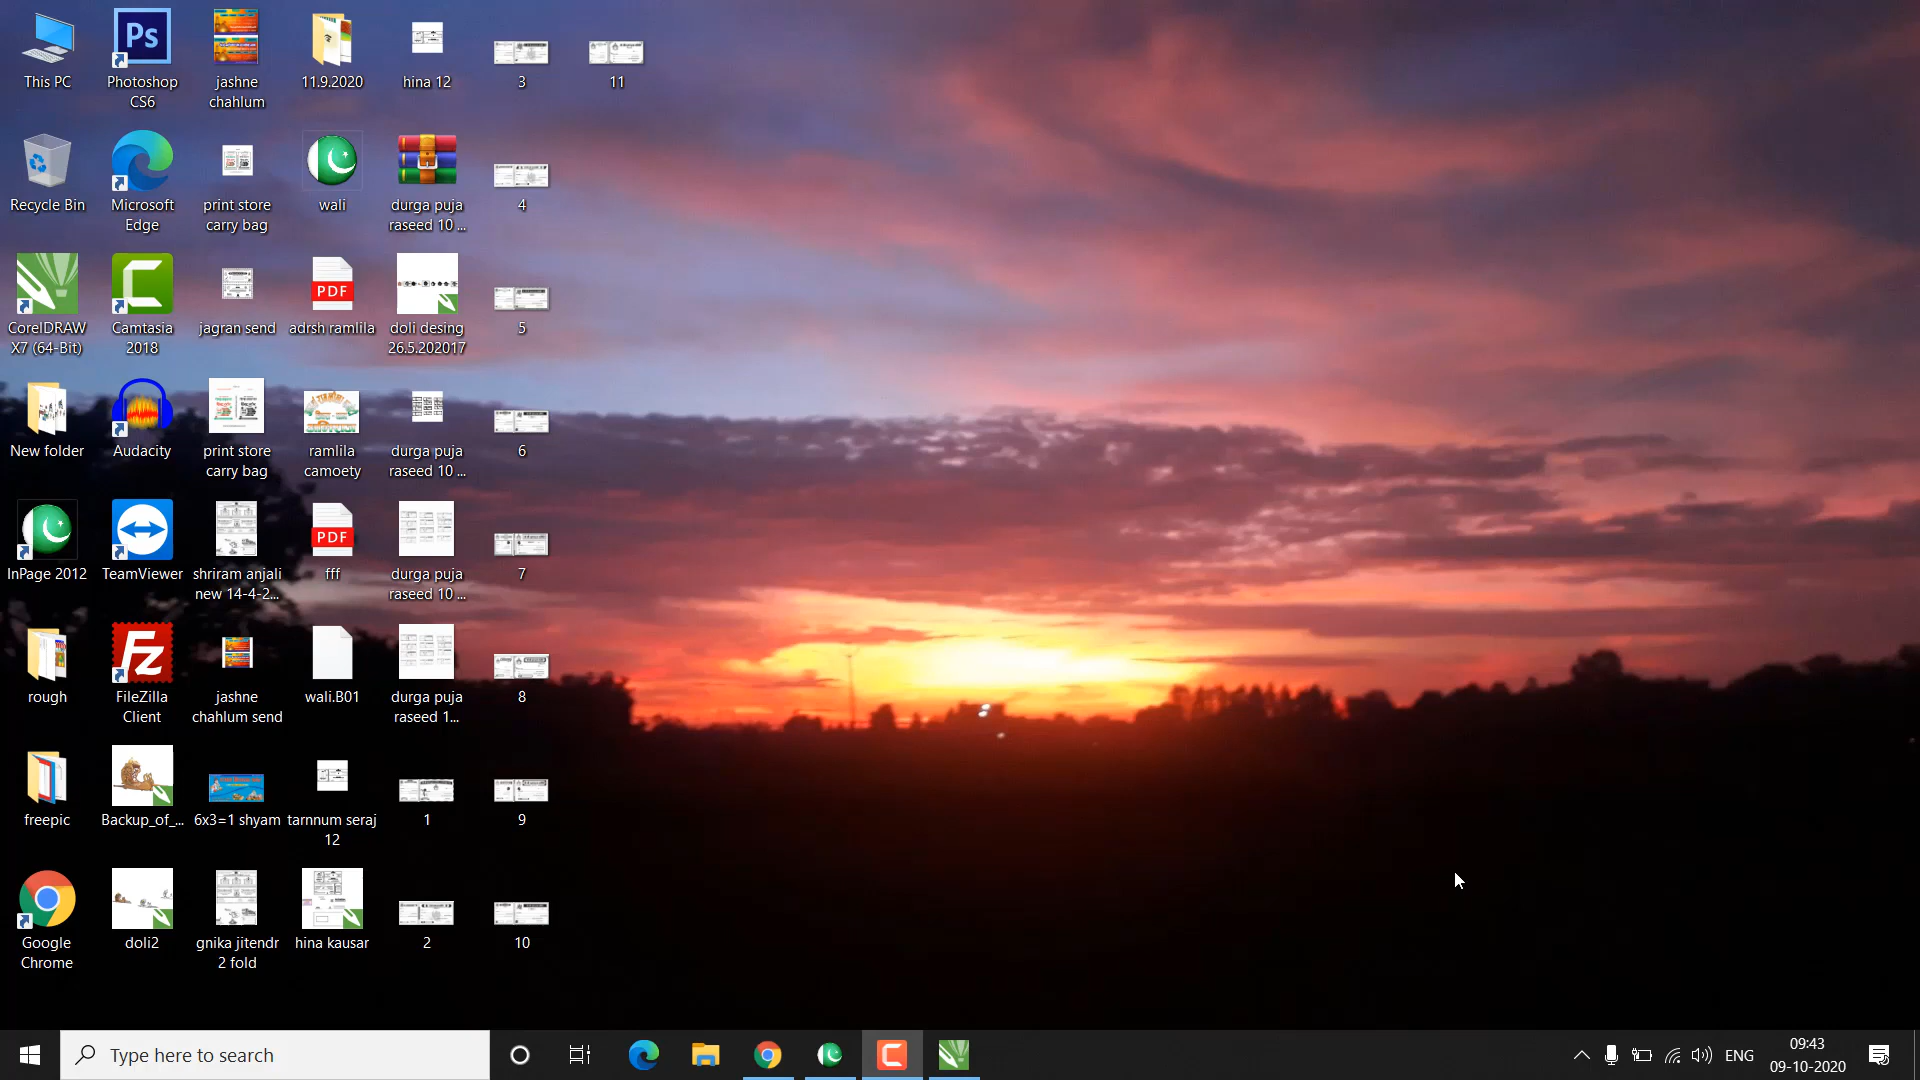 This PC
Photoshop
CS6
jashne
chahlum
11.9.2020
hina 12
3
11
Recycle Bin
Microsoft
Edge
print store
carry bag
wali
durga puja
raseed 10 ...
4
CorelDRAW
X7 (64-Bit)
Camtasia
2018
jagran send
PDF
adrsh ramlila
doli desing
26.5.202017
5
New folder
Audacity
print store
carry bag
ramlila
camoety
durga puja
raseed 10 ...
6
InPage 2012
TeamViewer
shriram anjali
new 14-4-2...
PDF
fff
durga puja
raseed 10 ...
7
rough
FileZilla
Client
jashne
chahlum send
wali.B01
durga puja
raseed 1...
8
freepic
Backup_of_...
6x3=1 shyam
tarnnum seraj
12
1
9
Google
Chrome
doli2
gnika jitendr
2 fold
hina kausar
2
10
Ps
Fz
Type here to search
ENG
09:43
09-10-2020